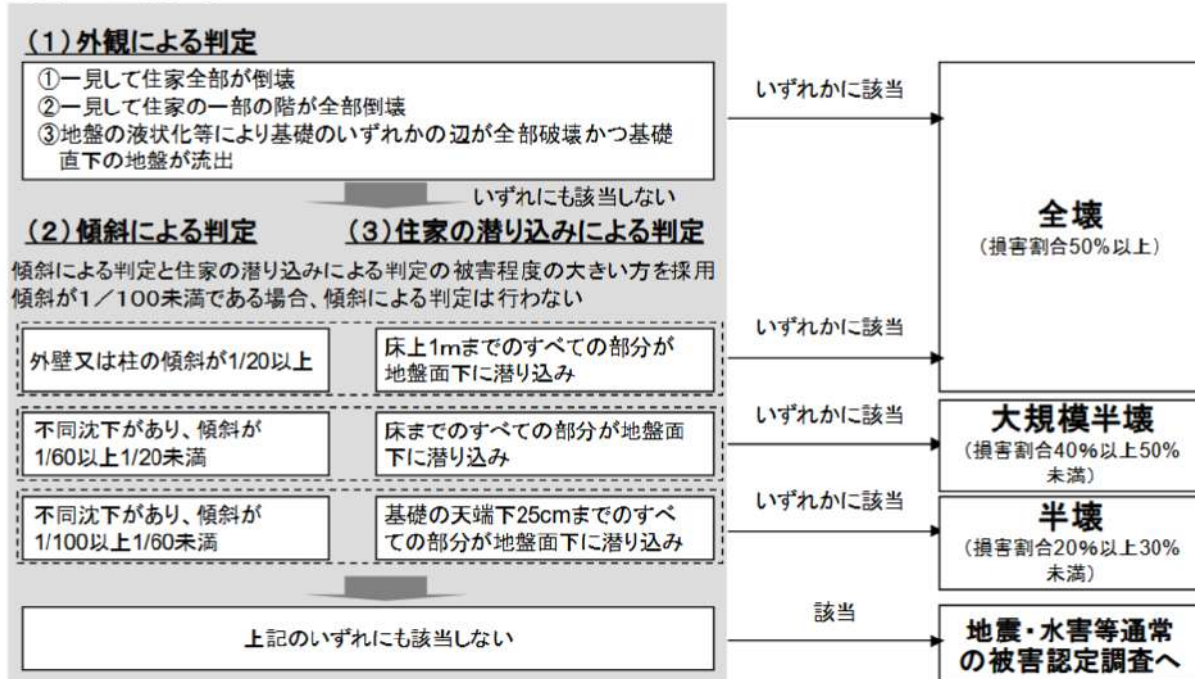 (1)外観による判定
①一見して住家全部が倒壊
②一見して住家の一部の階が全部倒壊
③地盤の液状化等により基礎のいずれかの辺が全部破壊かつ基礎
直下の地盤が流出
いずれかに該当
いずれにも該当しない
(2)傾斜による判定
(3)住家の潜り込みによる判定
傾斜による判定と住家の潜り込みによる判定の被害程度の大きい方を採用
傾斜が1/100未満である場合、傾斜による判定は行わない
全壊
(損害割合50%以上)
外壁又は柱の傾斜が1/20以上
床上1mまでのすべての部分が
地盤面下に潜り込み
いずれかに該当
不同沈下があり、傾斜が
1/60以上1/20未満
床までのすべての部分が地盤面
下に潜り込み
いずれかに該当
大規模半壊
(損害割合40%以上50%
未満)
不同沈下があり、傾斜が
1/100以上1/60未満
基礎の天端下25cmまでのすべ
ての部分が地盤面下に潜り込み
いずれかに該当
半壊
(損害割合20%以上30%
未満)
上記のいずれにも該当しない
該当
地震・水害等通常
の被害認定調査へ